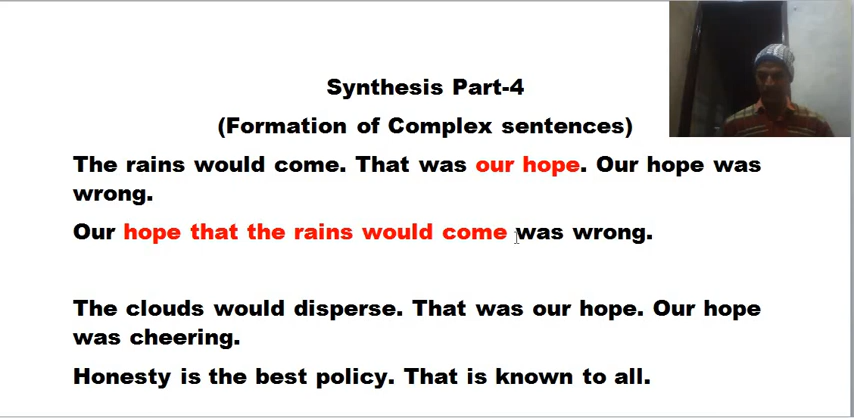 Synthesis Part-4
(Formation of Complex sentences)
The rains would come. That was our hope. Our hope was
wrong.
Our hope that the rains would come was wrong.
The clouds would disperse. That was our hope. Our hope
was cheering.
Honesty is the best policy. That is known to all.